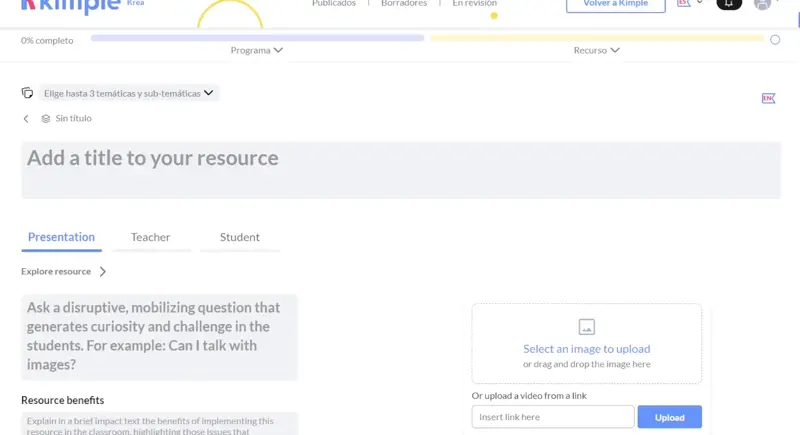 kimple Krea
Publicados | Borradores | En revisión
Volver a Kimple
ES
0% completo
Programa
Recurso
Elige hasta 3 temáticas y sub-temáticas
EN
Sin título
Add a title to your resource
Presentation Teacher Student
Explore resource
Ask a disruptive, mobilizing question that
generates curiosity and challenge in the
students. For example: Can I talk with
images?
Select an image to upload
or drag and drop the image here
Or upload a video from a link
Insert link here Upload
Resource benefits
Explain in a brief impact text the benefits of implementing this
resource in the classroom, highlighting those issues that